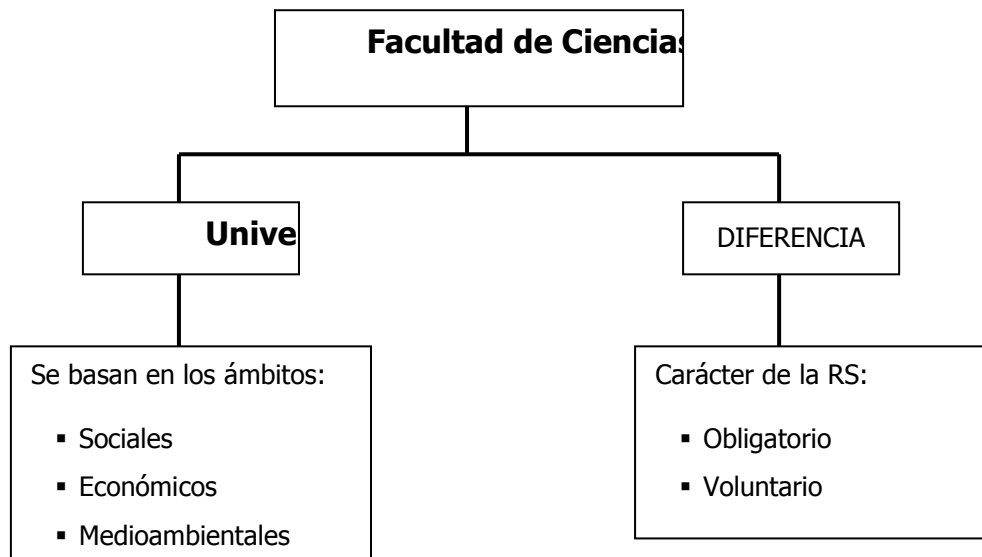 Facultad de Ciencias
Unive
DIFERENCIA
Se basan en los ámbitos:
▪ Sociales
▪ Económicos
▪ Medioambientales
Carácter de la RS:
▪ Obligatorio
▪ Voluntario